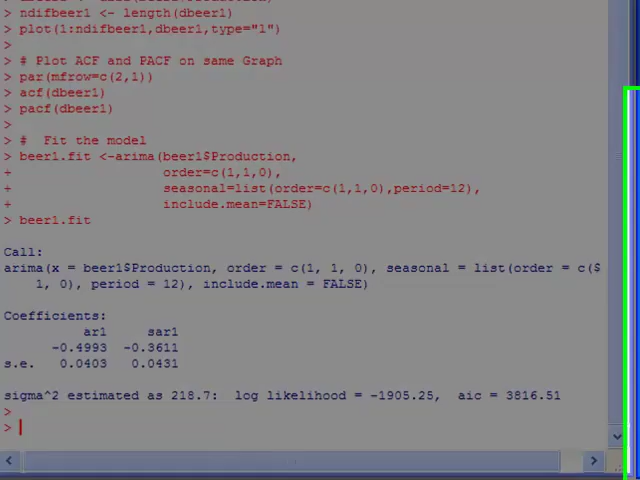 > ndifbeer1 <- length(dbeer1)
> plot(1:ndifbeer1,dbeer1,type="l")
>
> # Plot ACF and PACF on same Graph
> par(mfrow=c(2,1))
> acf(dbeer1)
> pacf(dbeer1)
>
> #  Fit the model
> beer1.fit <-arima(beer1$Production,
+                         order=c(1,1,0),
+                         seasonal=list(order=c(1,1,0),period=12),
+                         include.mean=FALSE)
> beer1.fit
Call:
arima(x = beer1$Production, order = c(1, 1, 0), seasonal = list(order = c($
    1, 0), period = 12), include.mean = FALSE)
Coefficients:
          ar1     sar1
      -0.4993  -0.3611
s.e.   0.0403   0.0431
sigma^2 estimated as 218.7:  log likelihood = -1905.25,  aic = 3816.51
>
>